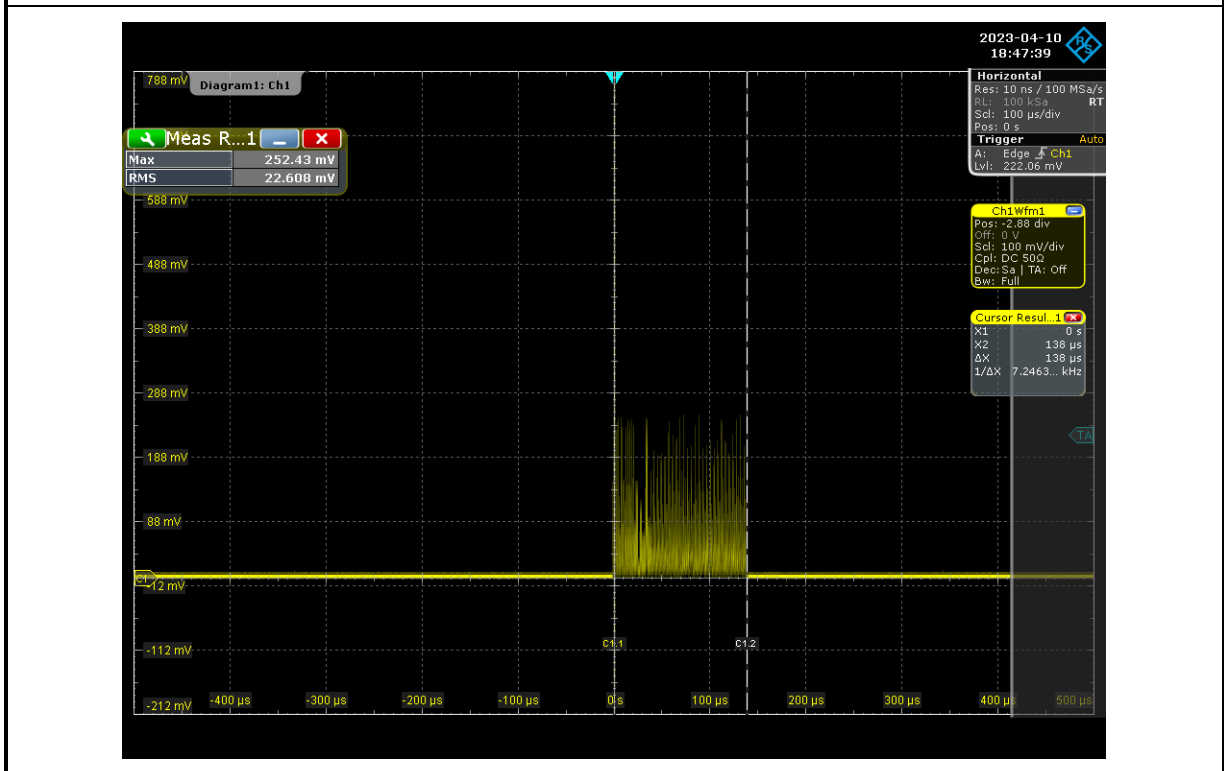 2023-04-10
18:47:39
Horizontal
Res: 10 ns / 100 MSa/s
RL: 100 kSa RT
Scl: 100 µs/div
Pos: 0 s
Trigger Auto
A: Edge Ch1
Lvl: 222.06 mV
788 mV
Diagram1: Ch1
Meas R...1
Max 252.43 mV
RMS 22.608 mV
588 mV
Ch1Wfm1
Pos: -2.88 div
Off: 0 V
Scl: 100 mV/div
Cpl: DC 50Ω
Dec: Sa | TA: Off
Bw: Full
488 mV
Cursor Resul...1
X1 0 s
X2 138 µs
ΔX 138 µs
1/ΔX 7.2463... kHz
388 mV
288 mV
TA
188 mV
88 mV
C1
-12 mV
C1.1 C1.2
-112 mV
-212 mV
-400 µs -300 µs -200 µs -100 µs 0 s 100 µs 200 µs 300 µs 400 µs 500 µs